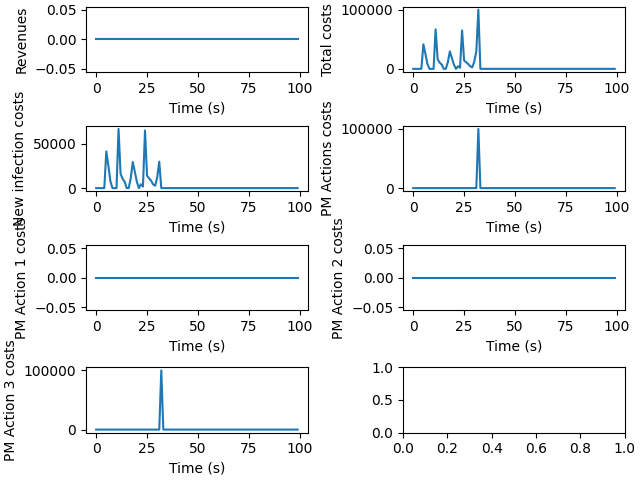 Revenues
0.05
0.00
−0.05
0 25 50 75 100
Time (s)
Total costs
100000
0
0 25 50 75 100
Time (s)
New infection costs
50000
0
0 25 50 75 100
Time (s)
PM Actions costs
100000
0
0 25 50 75 100
Time (s)
PM Action 1 costs
0.05
0.00
−0.05
0 25 50 75 100
Time (s)
PM Action 2 costs
0.05
0.00
−0.05
0 25 50 75 100
Time (s)
PM Action 3 costs
100000
0
0 25 50 75 100
Time (s)
1.0
0.5
0.0
0.0 0.2 0.4 0.6 0.8 1.0